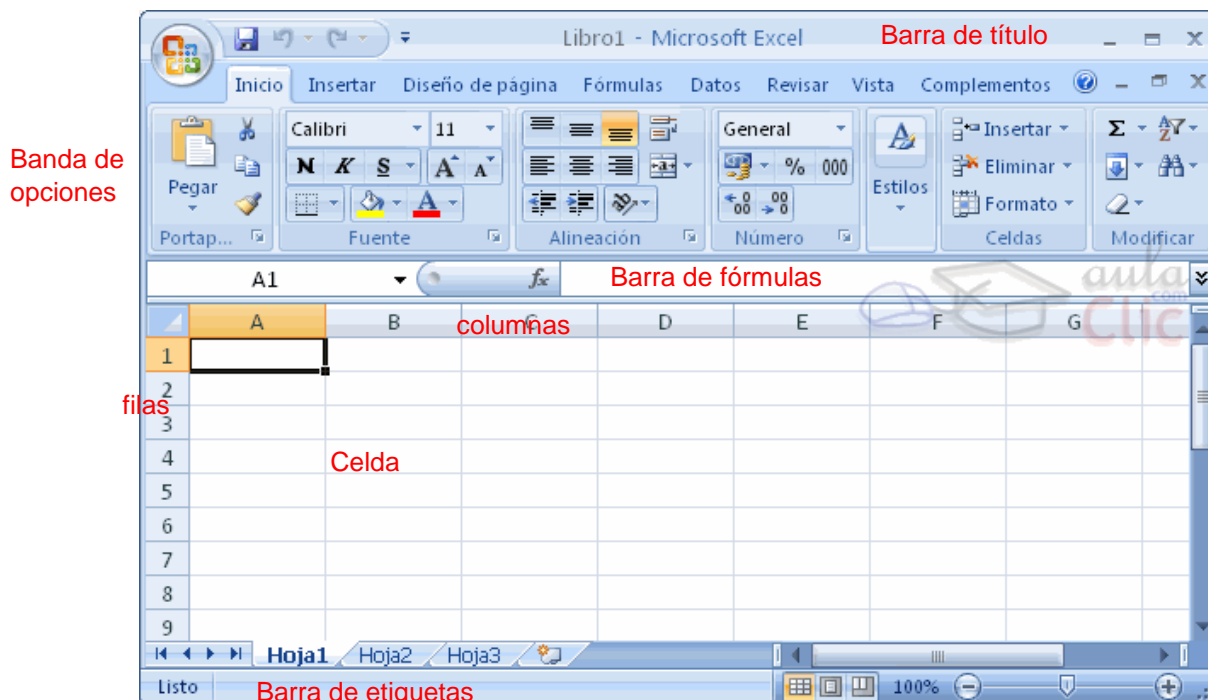 Libro1 - Microsoft Excel Barra de título
Inicio Insertar Diseño de página Fórmulas Datos Revisar Vista Complementos
Banda de opciones
Pegar
Portap...
Calibri 11
N K S A A
A
Fuente
Alineación
General
% 000
Número
Estilos
Insertar
Eliminar
Formato
Celdas
Σ
Modificar
A1 fx Barra de fórmulas
aula
.com
Clic
A B C D E F G
columnas
1
2
filas
3
4
Celda
5
6
7
8
9
Hoja1 Hoja2 Hoja3
Listo 100%
Barra de etiquetas